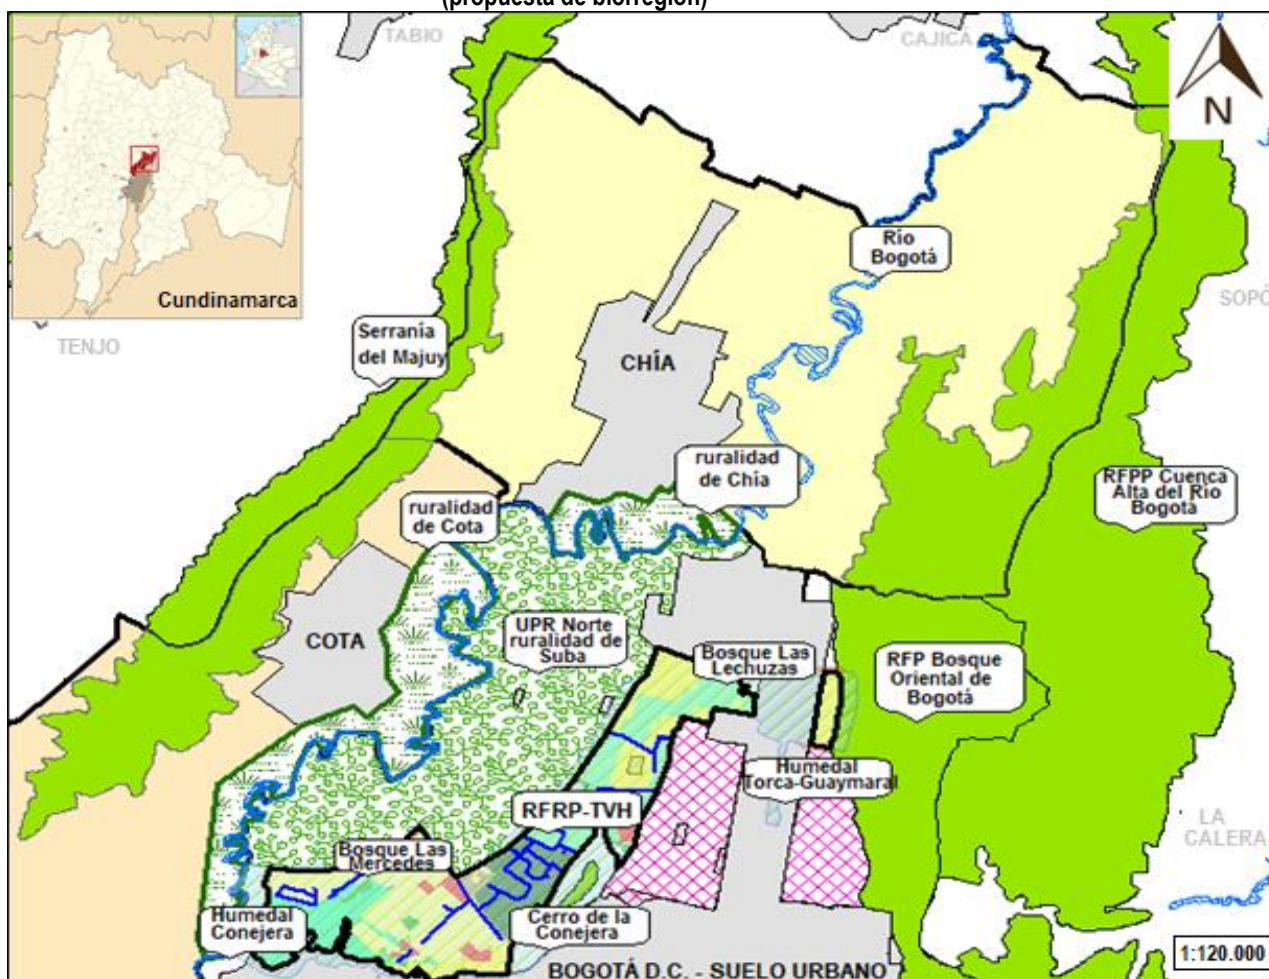 (propuesta de biorregión)
TABIO
CAJICÁ
N
Cundinamarca
Río
Bogotá
SOPÓ
TENJO
Serranía
del Majuy
CHÍA
ruralidad
de Chía
RFPP Cuenca
Alta del Río
Bogotá
ruralidad
de Cota
COTA
UPR Norte
ruralidad de
Suba
Bosque Las
Lechuzas
RFP Bosque
Oriental de
Bogotá
Humedal
Torca-Guaymaral
RFRP-TVH
LA
CALERA
Bosque Las
Mercedes
Humedal
Conejera
Cerro de la
Conejera
1:120.000
BOGOTÁ D.C. - SUELO URBANO